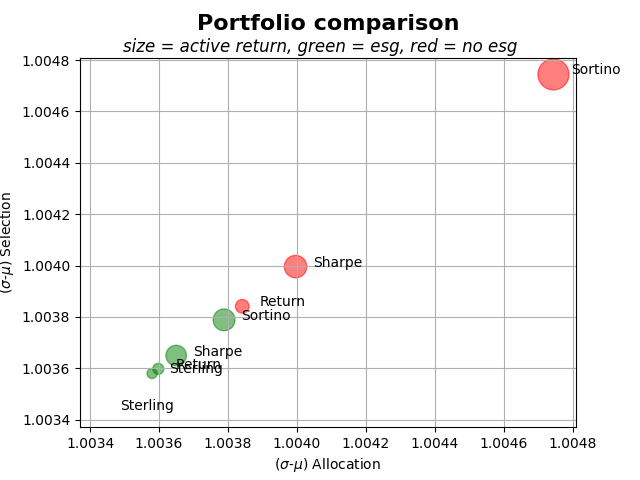 Portfolio comparison
size = active return, green = esg, red = no esg
1.0048
Sortino
1.0046
1.0044
1.0042
(σ-μ) Selection
1.0040
Sharpe
Return
1.0038
Sortino
Sharpe
Return
1.0036
Sterling
Sterling
1.0034
1.0034 1.0036 1.0038 1.0040 1.0042 1.0044 1.0046 1.0048
(σ-μ) Allocation